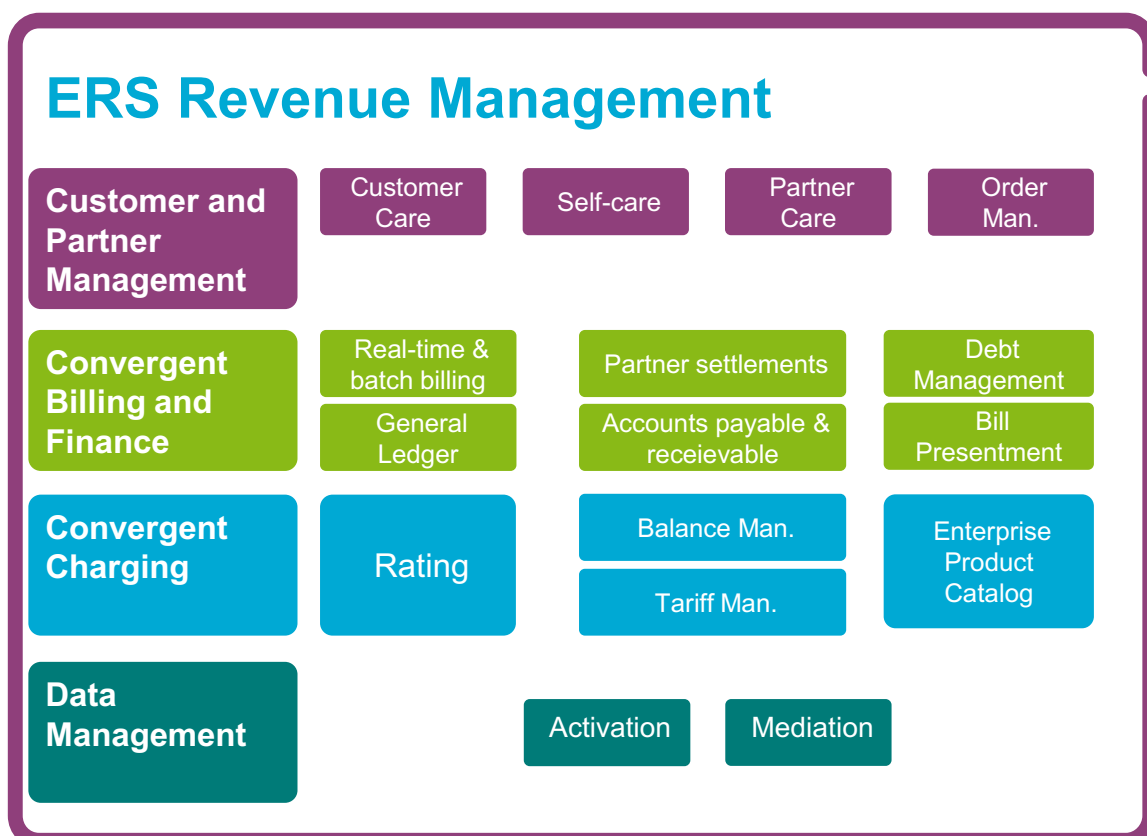 ERS Revenue Management
Customer and
Partner
Management
Customer
Care
Self-care
Partner
Care
Order
Man.
Convergent
Billing and
Finance
Real-time &
batch billing
Partner settlements
Debt
Management
General
Ledger
Accounts payable &
receievable
Bill
Presentment
Convergent
Charging
Rating
Balance Man.
Tariff Man.
Enterprise
Product
Catalog
Data
Management
Activation
Mediation